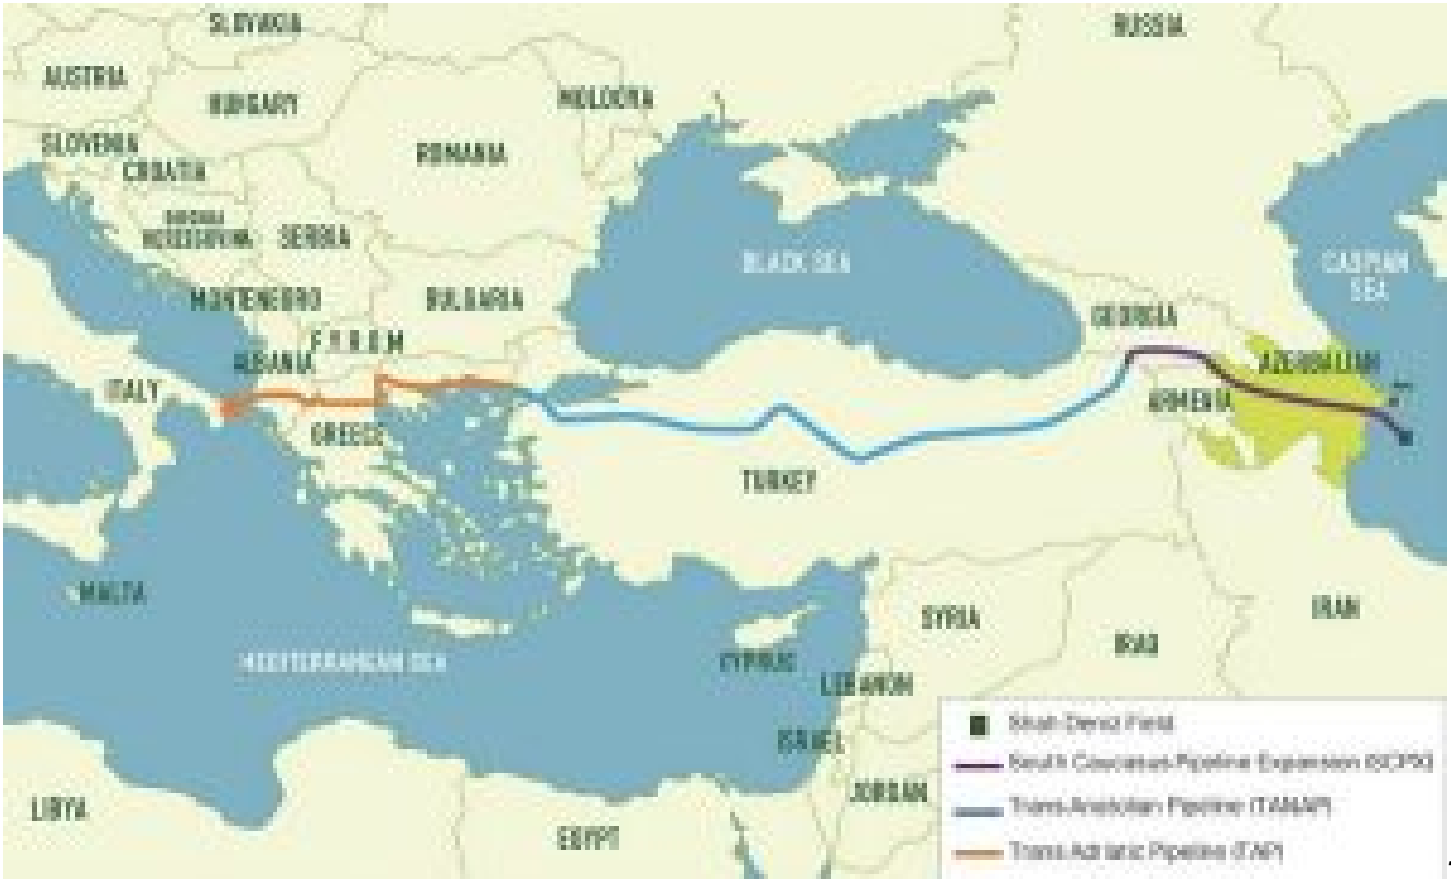 SLOVAKIA
RUSSIA
AUSTRIA
HUNGARY
MOLDOVA
SLOVENIA
ROMANIA
CROATIA
BOSNIA
HERZEGOVINA
SERBIA
BLACK SEA
CASPIAN
SEA
MONTENEGRO
BULGARIA
GEORGIA
F.Y.R.O.M
ALBANIA
AZERBAIJAN
ITALY
ARMENIA
GREECE
TURKEY
MALTA
SYRIA
IRAN
IRAQ
MEDITERRANEAN SEA
CYPRUS
LEBANON
ISRAEL
JORDAN
LIBYA
EGYPT
Shah Deniz Field
South Caucasus Pipeline Expansion (SCPX)
Trans Anatolian Pipeline (TANAP)
Trans Adriatic Pipeline (TAP)